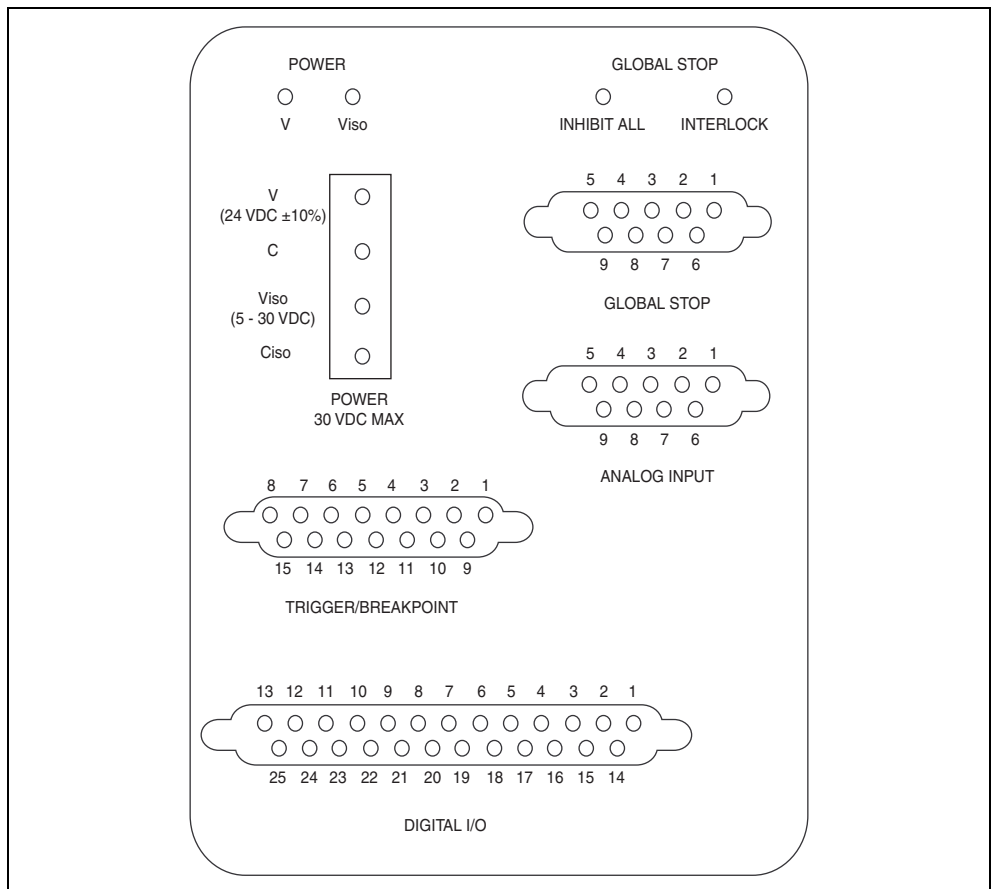 POWER
V Viso
GLOBAL STOP
INHIBIT ALL INTERLOCK
V
(24 VDC ±10%)
C
Viso
(5 - 30 VDC)
Ciso
POWER
30 VDC MAX
5 4 3 2 1
9 8 7 6
GLOBAL STOP
5 4 3 2 1
9 8 7 6
ANALOG INPUT
8 7 6 5 4 3 2 1
15 14 13 12 11 10 9
TRIGGER/BREAKPOINT
13 12 11 10 9 8 7 6 5 4 3 2 1
25 24 23 22 21 20 19 18 17 16 15 14
DIGITAL I/O